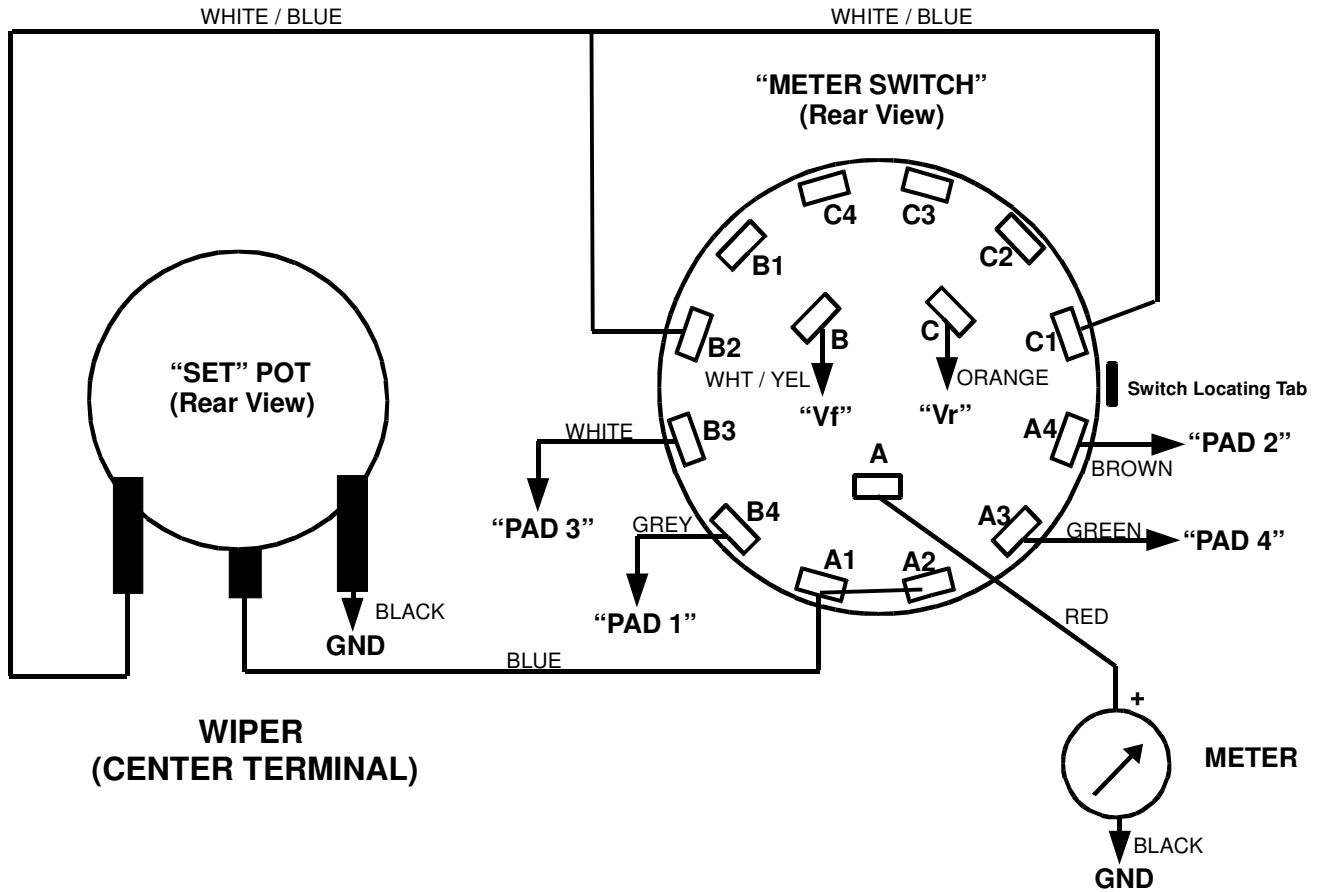 WHITE / BLUE
WHITE / BLUE
“METER SWITCH”
(Rear View)
C4
C3
B1
C2
B2
B
C
C1
“SET” POT
(Rear View)
WHT / YEL
ORANGE
Switch Locating Tab
“Vf”
“Vr”
WHITE
B3
A4
“PAD 2”
A
BROWN
“PAD 3”
GREY
B4
A3
GREEN
“PAD 4”
A1
A2
BLACK
“PAD 1”
RED
GND
BLUE
+
WIPER
(CENTER TERMINAL)
METER
BLACK
GND